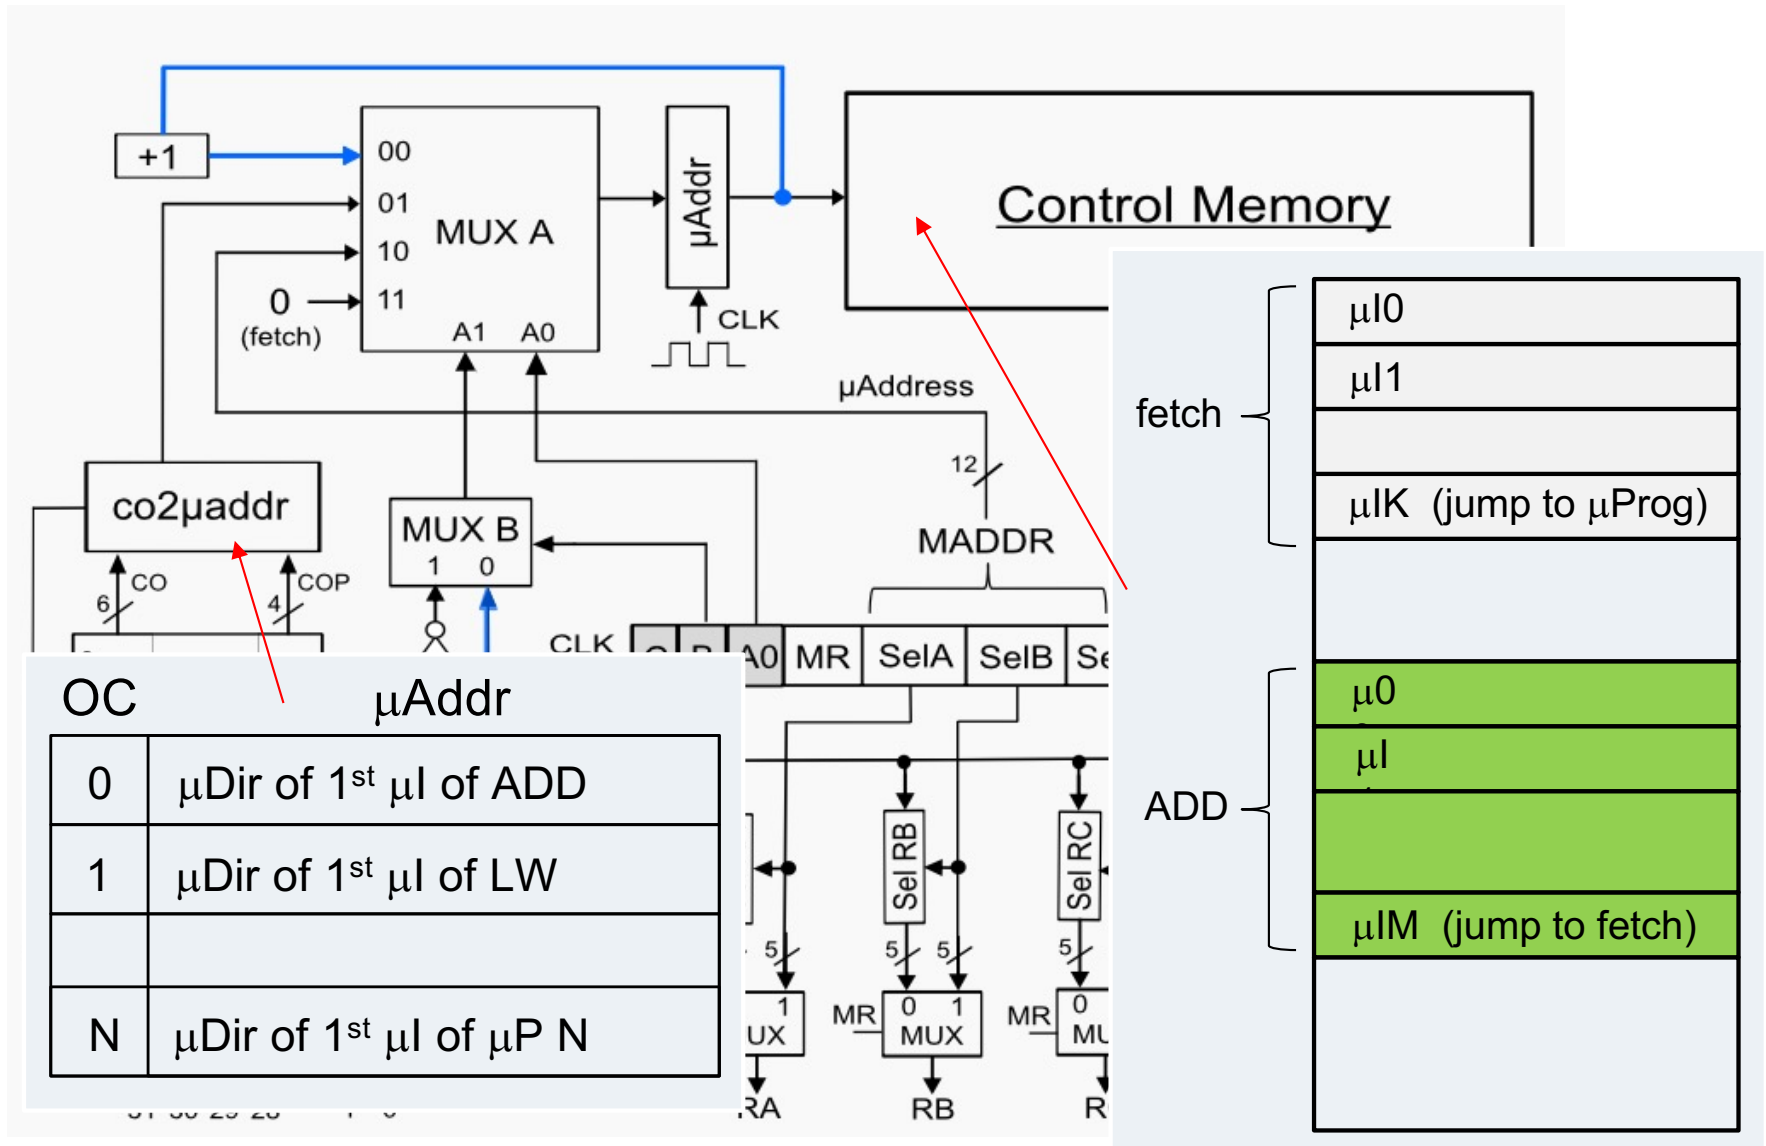 +1
00
01
10
11
MUX A
A1 A0
0
(fetch)
μAddr
CLK
Control Memory
μAddress
12
MADDR
co2μaddr
CO
6
COP
4
MUX B
1 0
CLK
A0 MR SelA SelB
OC μAddr
0 μDir of 1st μI of ADD
1 μDir of 1st μI of LW
N μDir of 1st μI of μP N
Sel RB
Sel RC
5
5
5
5
1
UX
RA
MR
0 1
MUX
RB
MR
0
fetch
μI0
μI1
μIK (jump to μProg)
ADD
μ0
μI
μIM (jump to fetch)